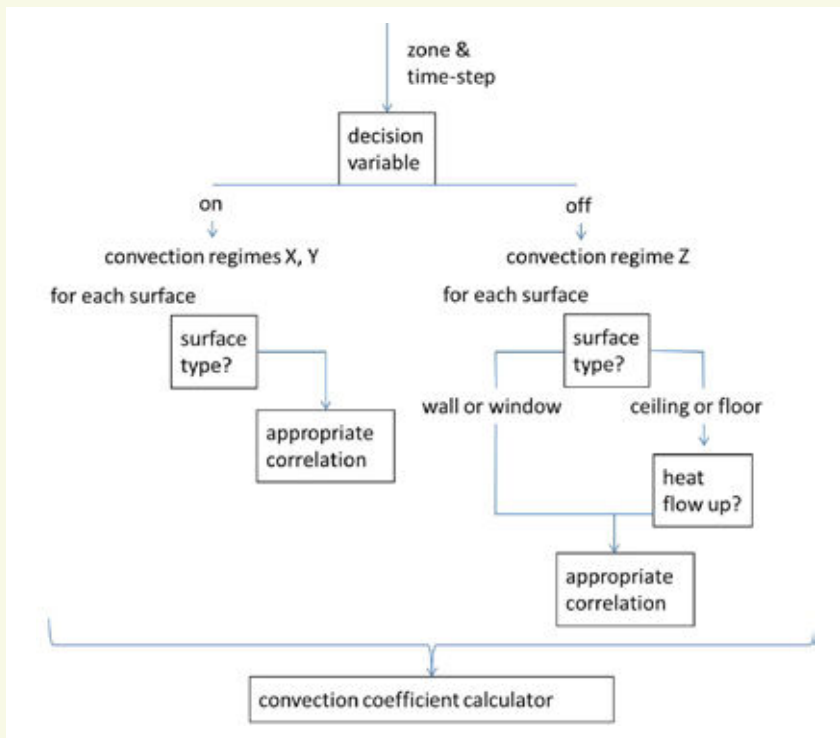 zone &
time-step
decision
variable
on
convection regimes X, Y
for each surface
surface
type?
appropriate
correlation
off
convection regime Z
for each surface
surface
type?
wall or window
ceiling or floor
heat
flow up?
appropriate
correlation
convection coefficient calculator